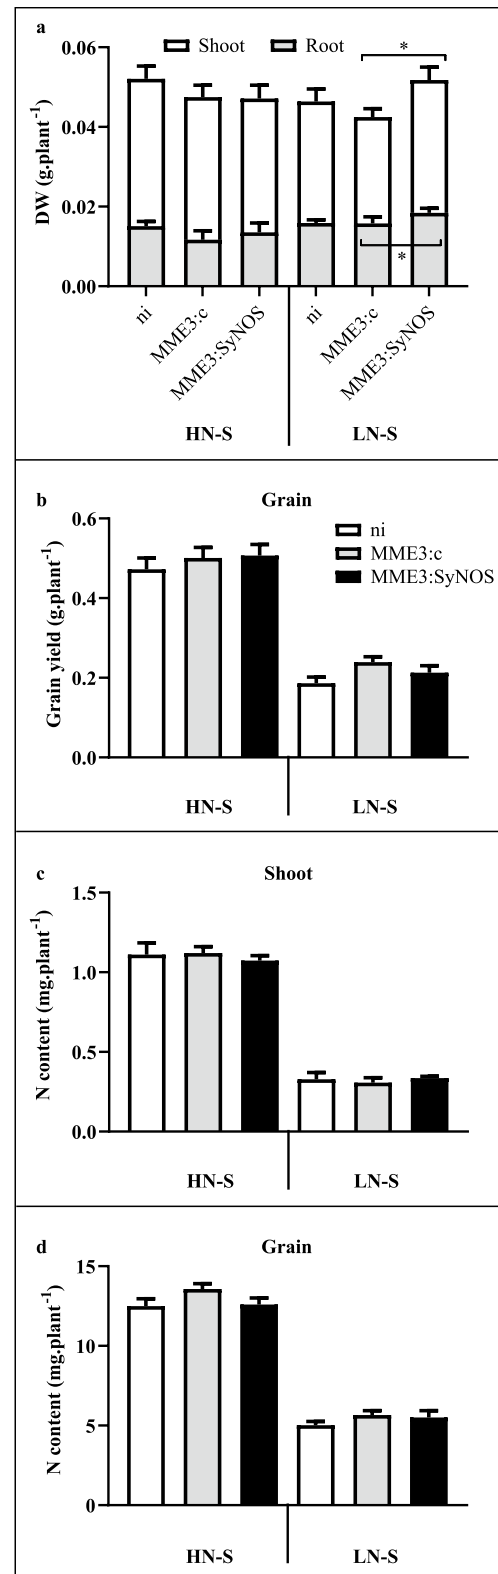 a
Shoot Root
*
0.06
0.04
0.02
0.00
DW (g.plant⁻¹)
*
ni
MME3:c
MME3:SyNOS
ni
MME3:c
MME3:SyNOS
HN-S LN-S
b Grain
ni
MME3:c
MME3:SyNOS
0.6
0.4
0.2
0.0
Grain yield (g.plant⁻¹)
HN-S LN-S
c Shoot
1.5
1.0
0.5
0.0
N content (mg.plant⁻¹)
HN-S LN-S
d Grain
15
10
5
0
N content (mg.plant⁻¹)
HN-S LN-S